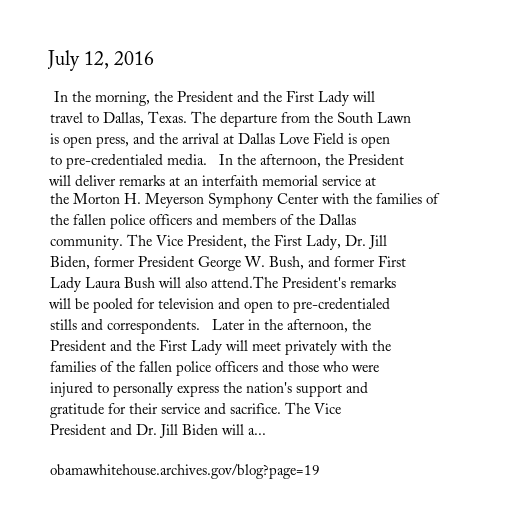 July 12, 2016
In the morning, the President and the First Lady will
travel to Dallas, Texas. The departure from the South Lawn
is open press, and the arrival at Dallas Love Field is open
to pre-credentialed media.   In the afternoon, the President
will deliver remarks at an interfaith memorial service at
the Morton H. Meyerson Symphony Center with the families of
the fallen police officers and members of the Dallas
community. The Vice President, the First Lady, Dr. Jill
Biden, former President George W. Bush, and former First
Lady Laura Bush will also attend.The President's remarks
will be pooled for television and open to pre-credentialed
stills and correspondents.   Later in the afternoon, the
President and the First Lady will meet privately with the
families of the fallen police officers and those who were
injured to personally express the nation's support and
gratitude for their service and sacrifice. The Vice
President and Dr. Jill Biden will a...
obamawhitehouse.archives.gov/blog?page=19